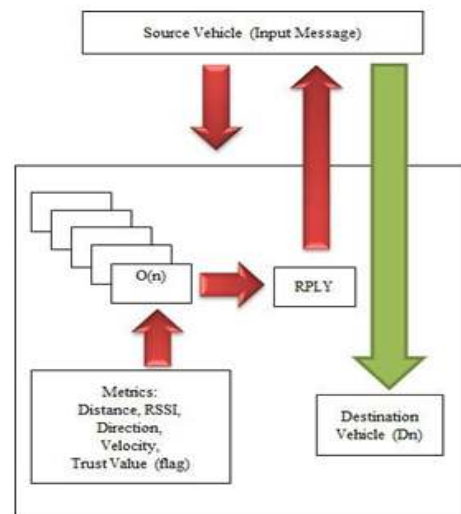 Source Vehicle (Input Message)
O(n)
RPLY
Metrics:
Distance, RSSI,
Direction,
Velocity,
Trust Value (flag)
Destination
Vehicle (Dn)